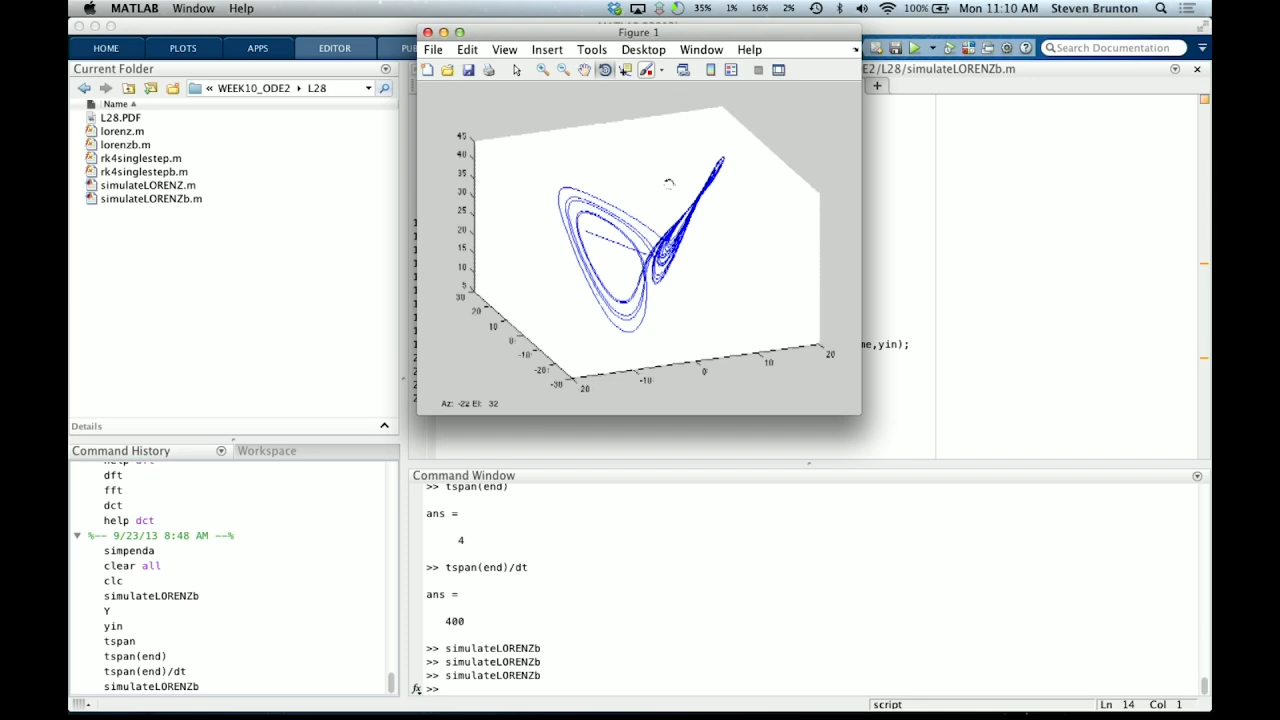 MATLAB Window Help 35% 1% 16% 2% 100% Mon 11:10 AM Steven Brunton
HOME PLOTS APPS EDITOR PUB Search Documentation
Figure 1
File Edit View Insert Tools Desktop Window Help
Current Folder
E2/L28/simulateLORENZb.m
« WEEK10_ODE2 ▸ L28
Name
L28.PDF
lorenz.m
lorenzb.m
rk4singlestep.m
rk4singlestepb.m
simulateLORENZ.m
simulateLORENZb.m
45
40
35
30
25
20
15
10
5
30
20
10
0
-10
-20
-30
20
-10
0
10
20
Az: -22 El: 32
me,yin);
Details
Command History Workspace
dft
fft
dct
help dct
%-- 9/23/13 8:48 AM --%
simpenda
clear all
clc
simulateLORENZb
Y
yin
tspan
tspan(end)
tspan(end)/dt
simulateLORENZb
Command Window
>> tspan(end)
ans =
4
>> tspan(end)/dt
ans =
400
>> simulateLORENZb
>> simulateLORENZb
>> simulateLORENZb
fx >>
script Ln 14 Col 1